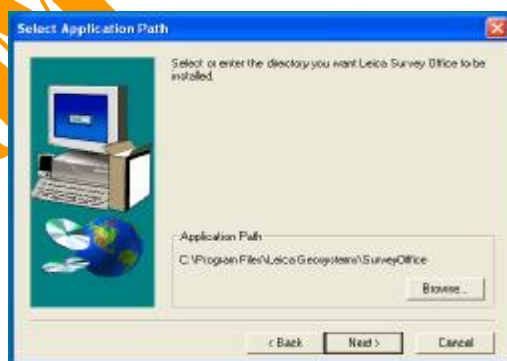 Select Application Path
Select or enter the directory you want Leica Survey Office to be
installed.
Application Path
C:\Program Files\Leica Geosystems\SurveyOffice
Browse...
< Back
Next >
Cancel